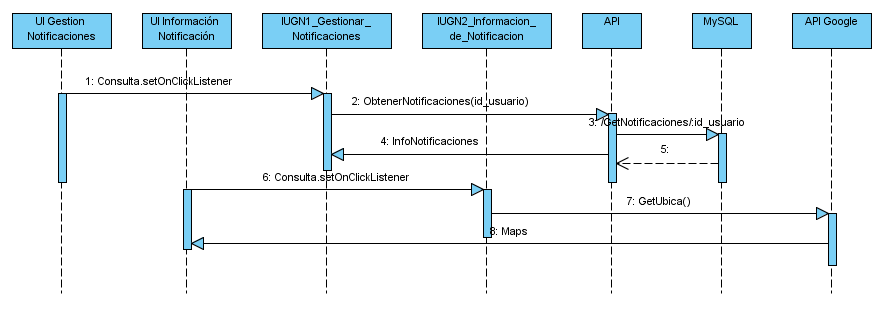 UI Gestion
Notificaciones
UI Información
Notificación
IUGN1_Gestionar_
Notificaciones
IUGN2_Informacion_
de_Notificacion
API
MySQL
API Google
1: Consulta.setOnClickListener
2: ObtenerNotificaciones(id_usuario)
3: /GetNotificaciones/:id_usuario
4: InfoNotificaciones
5:
6: Consulta.setOnClickListener
7: GetUbica()
8: Maps